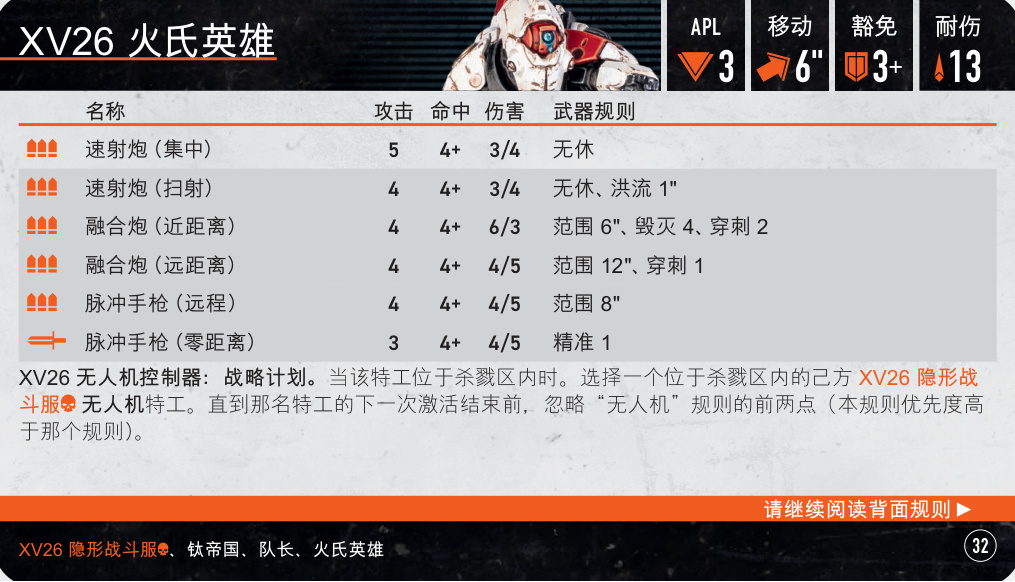 XV26 火氏英雄
APL 移动 豁免 耐伤
3 6" 3+ 13
名称 攻击 命中 伤害 武器规则
速射炮（集中） 5 4+ 3/4 无休
速射炮（扫射） 4 4+ 3/4 无休、洪流 1"
融合炮（近距离） 4 4+ 6/3 范围 6"、毁灭 4、穿刺 2
融合炮（远距离） 4 4+ 4/5 范围 12"、穿刺 1
脉冲手枪（远程） 4 4+ 4/5 范围 8"
脉冲手枪（零距离） 3 4+ 4/5 精准 1
XV26 无人机控制器：战略计划。当该特工位于杀戮区内时。选择一个位于杀戮区内的己方 XV26 隐形战
斗服 无人机特工。直到那名特工的下一次激活结束前，忽略“无人机”规则的前两点（本规则优先度高
于那个规则）。
请继续阅读背面规则 ▶
XV26 隐形战斗服、钛帝国、队长、火氏英雄
32